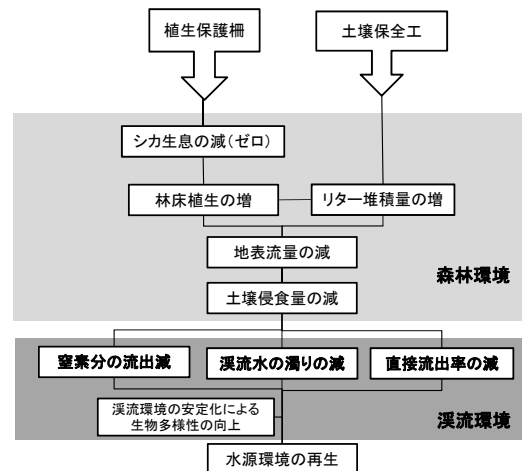 植生保護柵
土壌保全工
シカ生息の減(ゼロ)
林床植生の増
リター堆積量の増
地表流量の減
森林環境
土壌侵食量の減
窒素分の流出減
渓流水の濁りの減
直接流出率の減
渓流環境の安定化による
生物多様性の向上
渓流環境
水源環境の再生